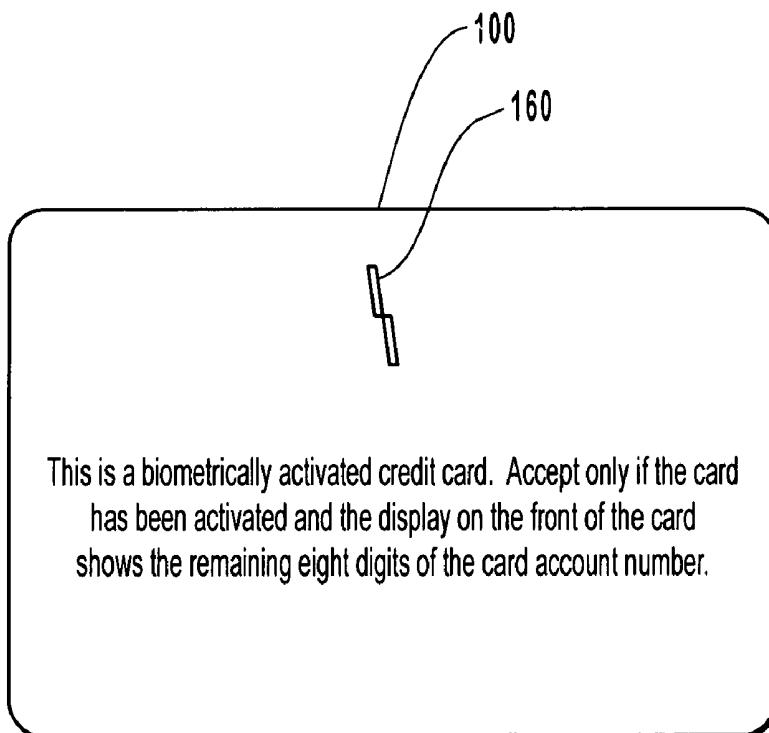 100
160
This is a biometrically activated credit card. Accept only if the card
has been activated and the display on the front of the card
shows the remaining eight digits of the card account number.